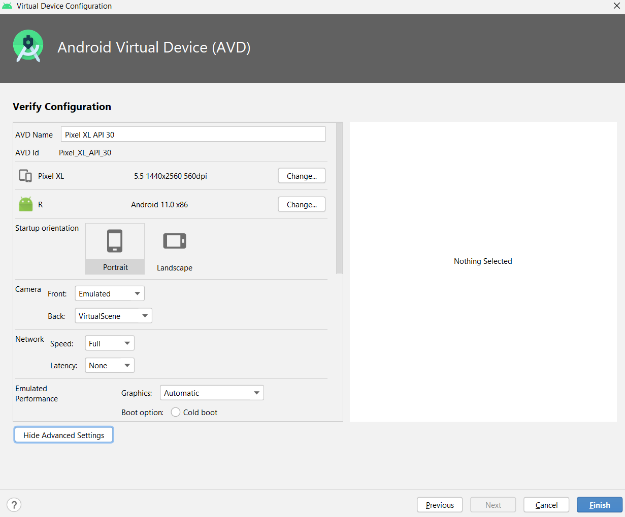 Virtual Device Configuration
Android Virtual Device (AVD)
Verify Configuration
AVD Name Pixel XL API 30
AVD Id Pixel_XL_API_30
Pixel XL 5.5 1440x2560 560dpi Change...
R Android 11.0 x86 Change...
Startup orientation
Portrait Landscape
Camera Front: Emulated
Back: VirtualScene
Network Speed: Full
Latency: None
Emulated Performance Graphics: Automatic
Boot option: Cold boot
Hide Advanced Settings
Nothing Selected
? Previous Next Cancel Finish